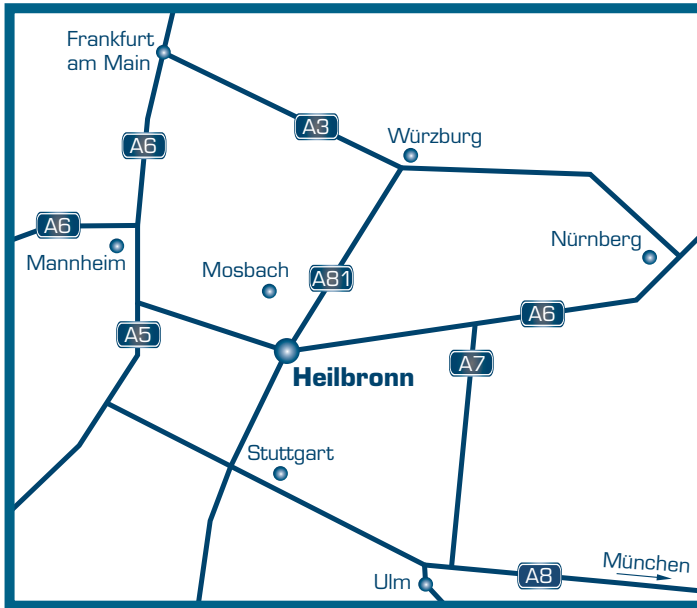 Frankfurt
am Main
A3
Würzburg
A6
A6
Mannheim
Nürnberg
Mosbach
A81
A6
A5
Heilbronn
A7
Stuttgart
München
A8
Ulm